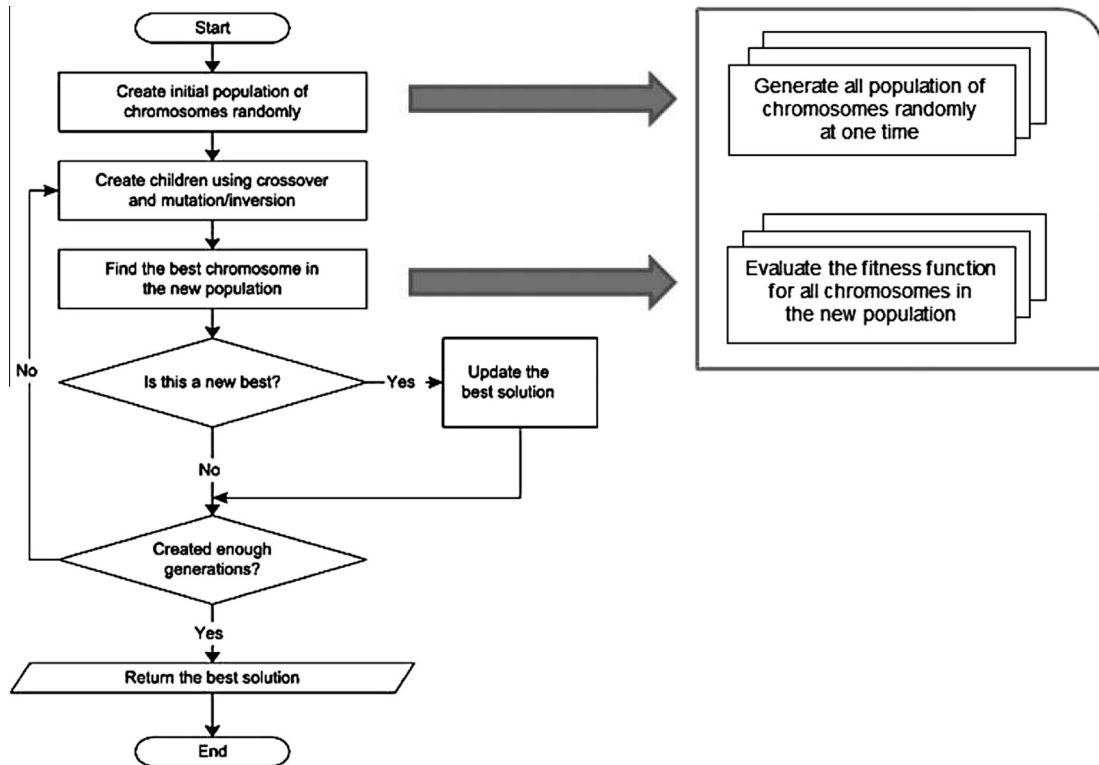 Start
Create initial population of
chromosomes randomly
Create children using crossover
and mutation/inversion
Find the best chromosome in
the new population
Is this a new best?
Yes
Update the
best solution
No
No
Created enough
generations?
Yes
Return the best solution
End
Generate all population of
chromosomes randomly
at one time
Evaluate the fitness function
for all chromosomes in
the new population